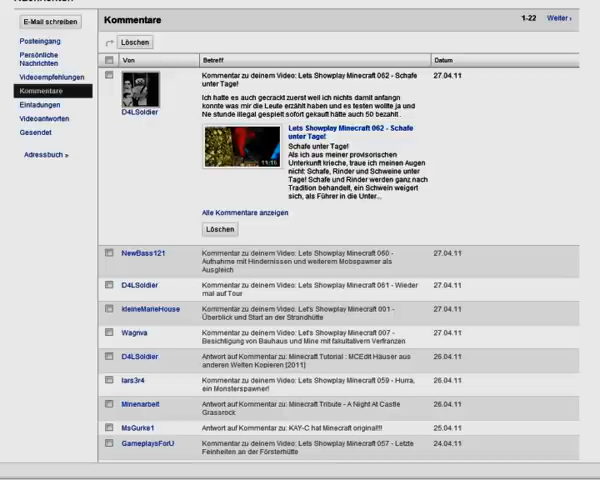 Kommentare
1-22 Weiter ›
E-Mail schreiben
Posteingang
Persönliche
Nachrichten
Videoempfehlungen
Kommentare
Einladungen
Videoantworten
Gesendet
Adressbuch »
Löschen
Von Betreff Datum
D4LSoldier
Kommentar zu deinem Video: Lets Showplay Minecraft 062 - Schafe
unter Tage!
27.04.11
Ich hatte es auch gecrackt zuerst weil ich nichts damit anfangn
konnte was mir die Leute erzählt haben und es testen wollte ja und
Ne stunde illegal gespielt sofort gekauft hätte auch 50 bezahlt .
11:16
Lets Showplay Minecraft 062 - Schafe
unter Tage!
Schafe unter Tage!
Als ich aus meiner provisorischen
Unterkunft krieche, traue ich meinen Augen
nicht: Schafe, Rinder und Schweine unter
Tage! Schafe und Rinder werden ganz nach
Tradition behandelt, ein Schwein weigert
sich, als Führer in die Unter...
Alle Kommentare anzeigen
Löschen
NewBass121 Kommentar zu deinem Video: Lets Showplay Minecraft 060 - 27.04.11
Aufnahme mit Hindernissen und weiterem Mobspawner als
Ausgleich
D4LSoldier Kommentar zu deinem Video: Lets Showplay Minecraft 061 - Wieder 27.04.11
mal auf Tour
kleineMarieHouse Kommentar zu deinem Video: Let's Showplay Minecraft 001 - 27.04.11
Überblick und Start an der Strandhütte
Wagnva Kommentar zu deinem Video: Lets Showplay Minecraft 007 - 27.04.11
Besichtigung von Bauhaus und Mine mit fakultativem Verfranzen
D4LSoldier Antwort auf Kommentar zu: Minecraft Tutorial : MCEdit Häuser aus 26.04.11
anderen Welten Kopieren [2011]
lars3r4 Kommentar zu deinem Video: Lets Showplay Minecraft 059 - Hurra, 26.04.11
ein Monsterspawner!
Minenarbeit Antwort auf Kommentar zu: Minecraft Tribute - A Night At Castle 26.04.11
Grassrock
MsGurke1 Antwort auf Kommentar zu: KAY-C hat Minecraft original!!! 25.04.11
GameplaysForU Kommentar zu deinem Video: Lets Showplay Minecraft 057 - Letzte 24.04.11
Feinheiten an der Försterhütte